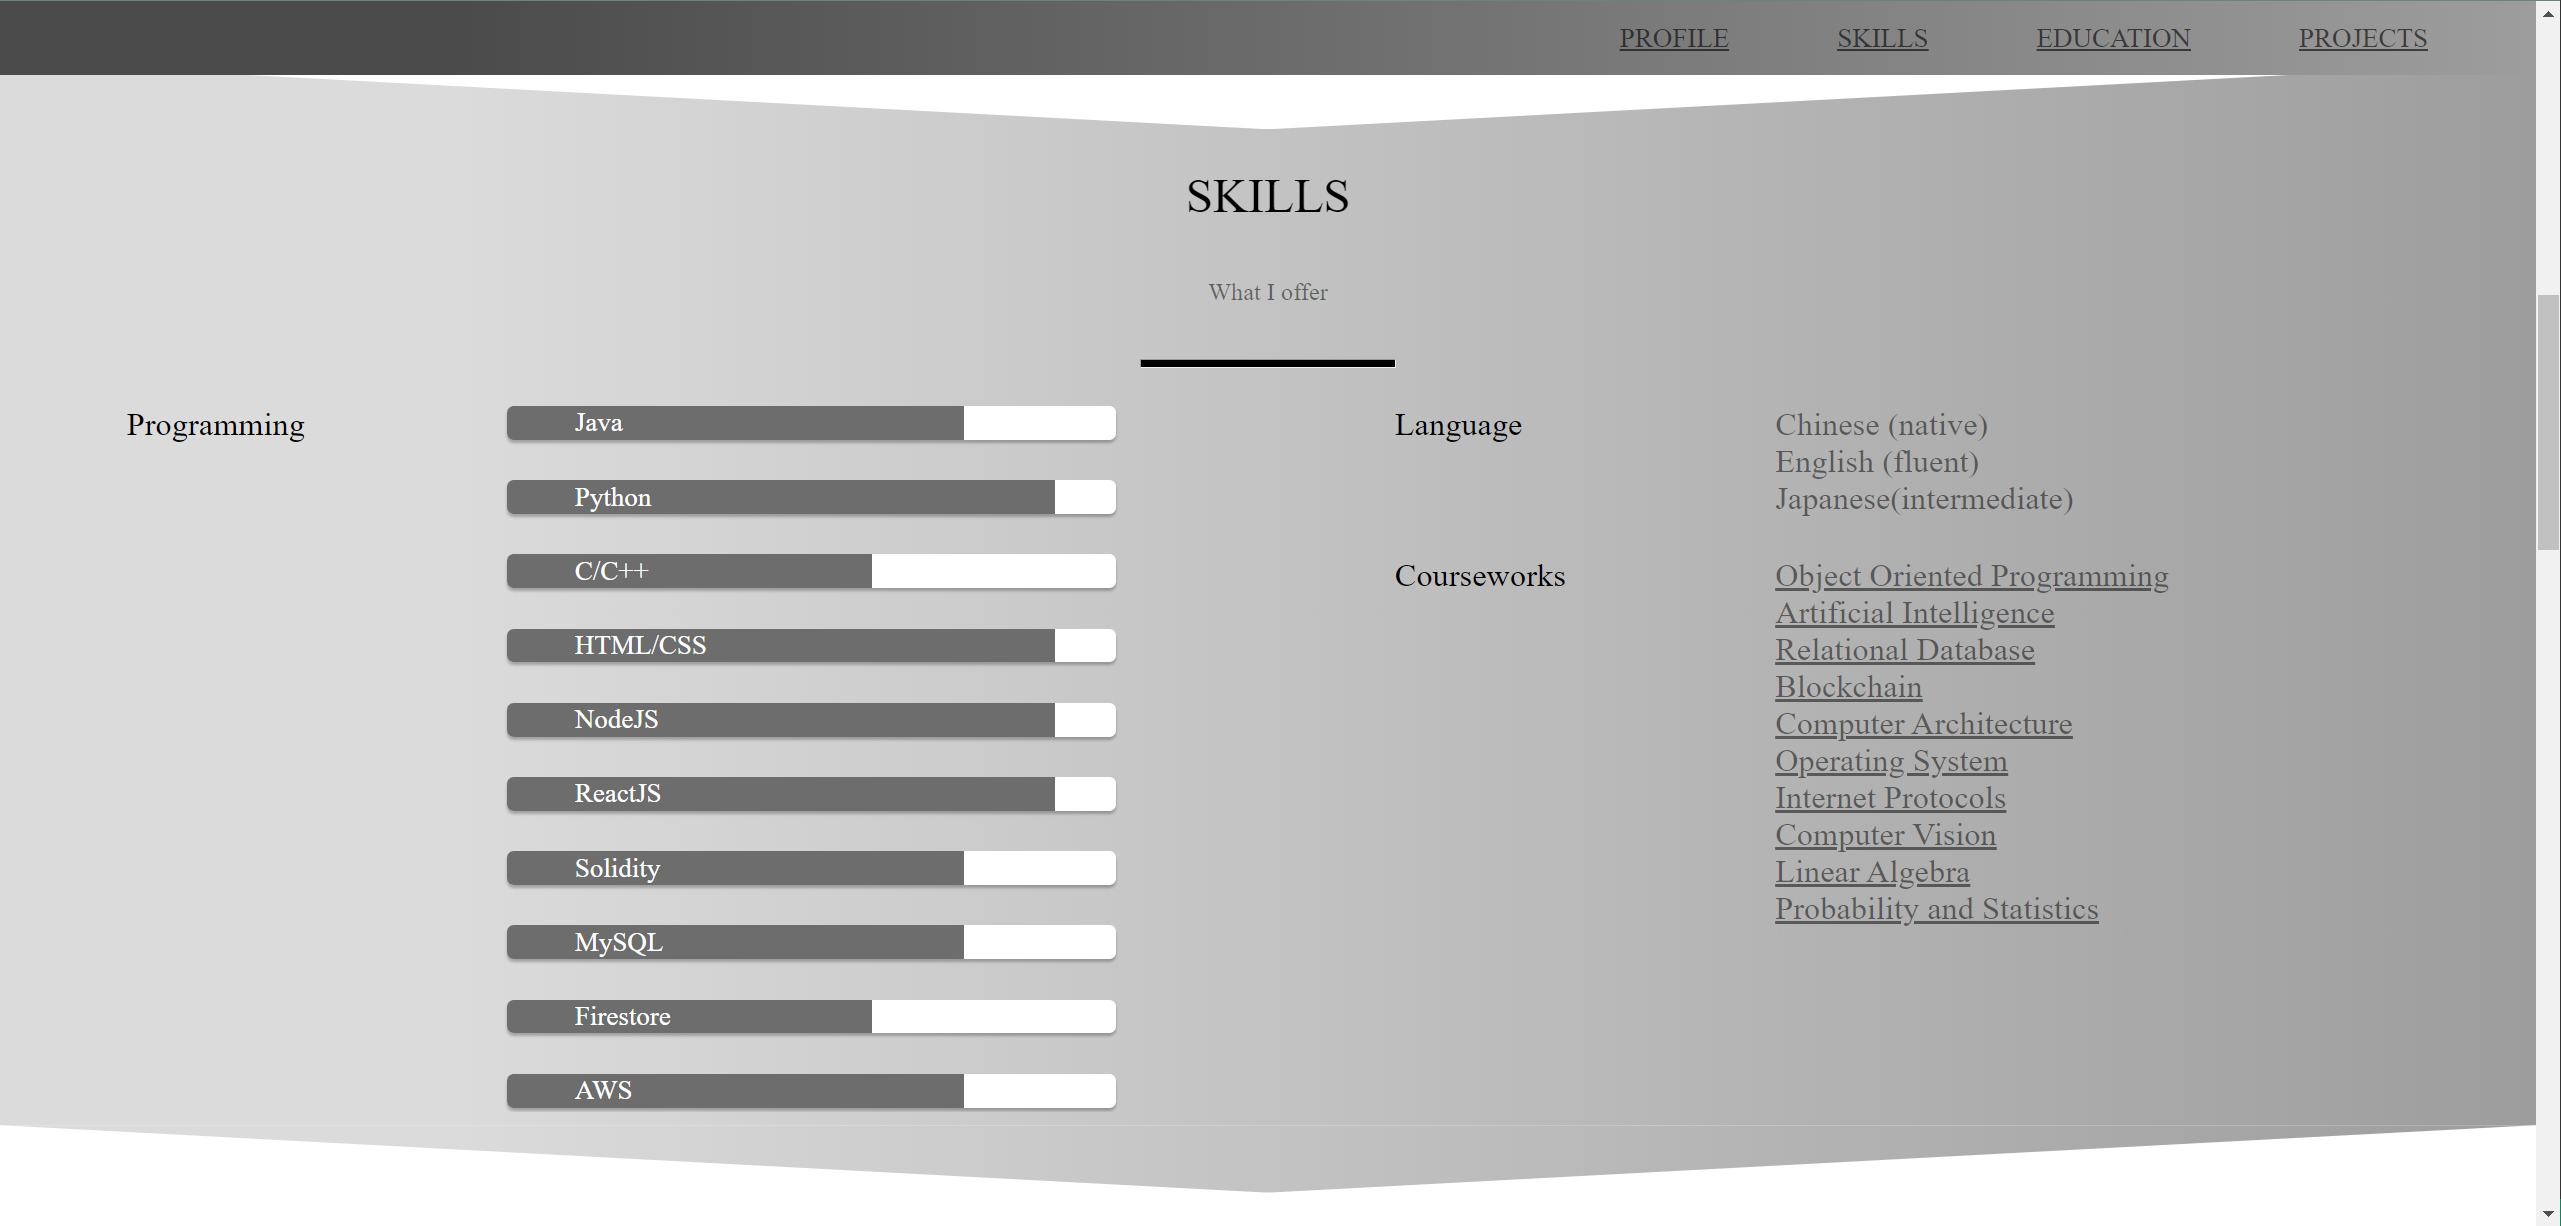 PROFILE SKILLS EDUCATION PROJECTS
SKILLS
What I offer
Programming
Java
Python
C/C++
HTML/CSS
NodeJS
ReactJS
Solidity
MySQL
Firestore
AWS
Language
Chinese (native)
English (fluent)
Japanese(intermediate)
Courseworks
Object Oriented Programming
Artificial Intelligence
Relational Database
Blockchain
Computer Architecture
Operating System
Internet Protocols
Computer Vision
Linear Algebra
Probability and Statistics